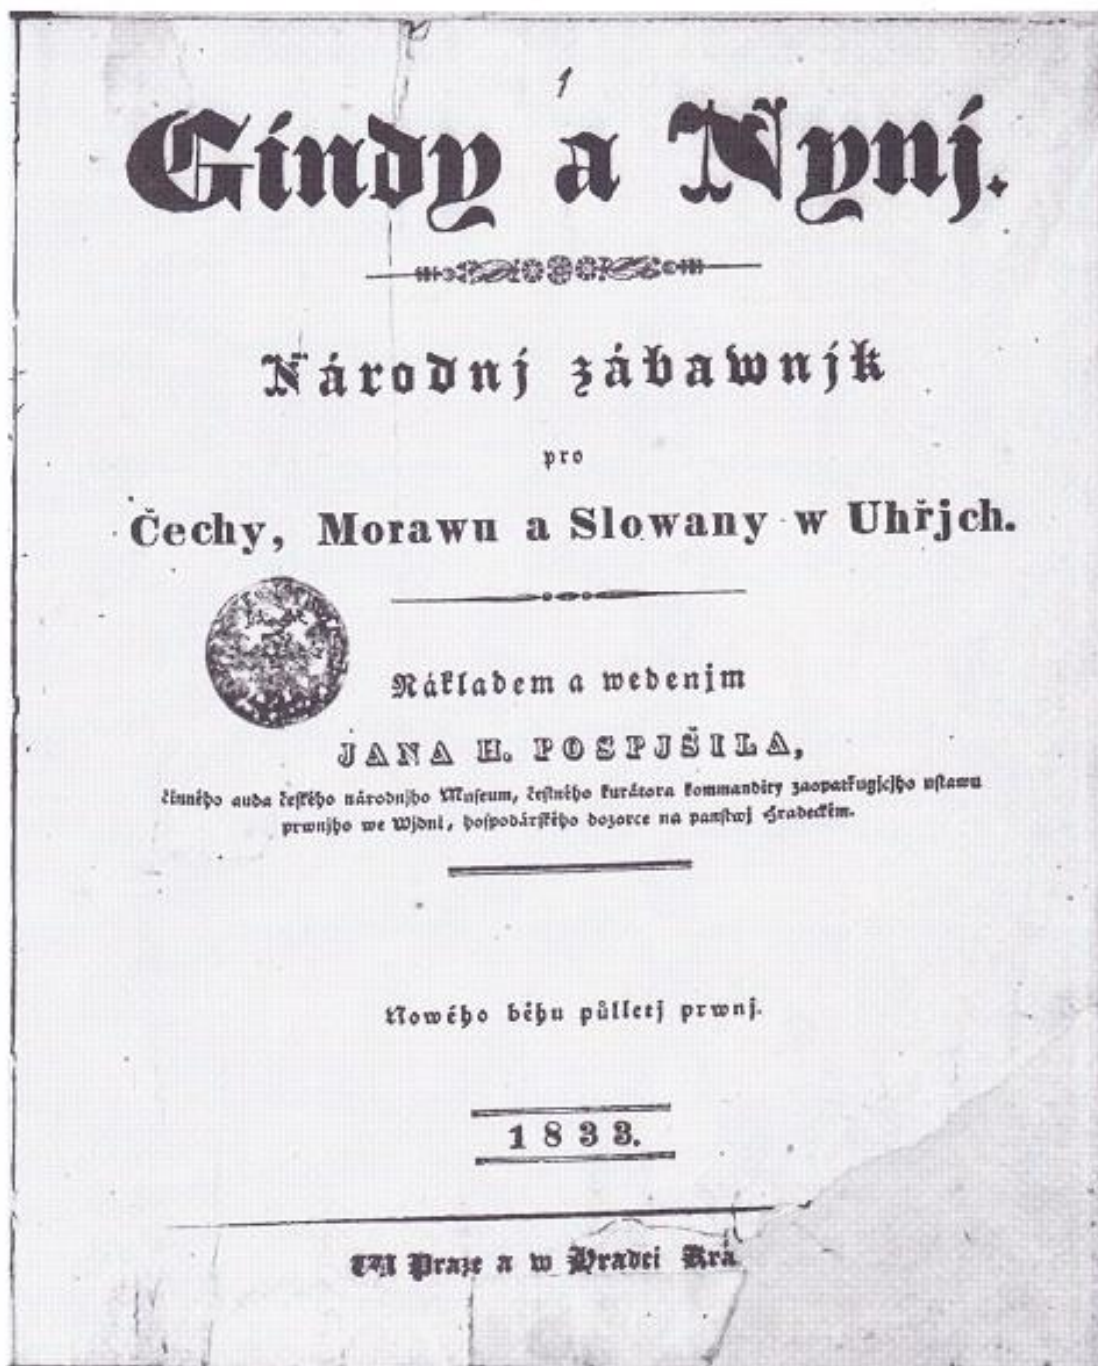 1
Gindy a Nynj.
Národnj zábawnjk
pro
Čechy, Morawu a Slowany w Uhřjch.
Nákladem a wedenjm
JANA H. POSPJŠILA,
činného auda českého národnjho Museum, čestného kurátora kommandity zaopatřugjcjho ustawu
prwnjho we Wjdni, hospodářského dozorce na panstwj Hradeckém.
Nowého běhu půlletj prwnj.
1833.
W Praze a w Hradci Krá